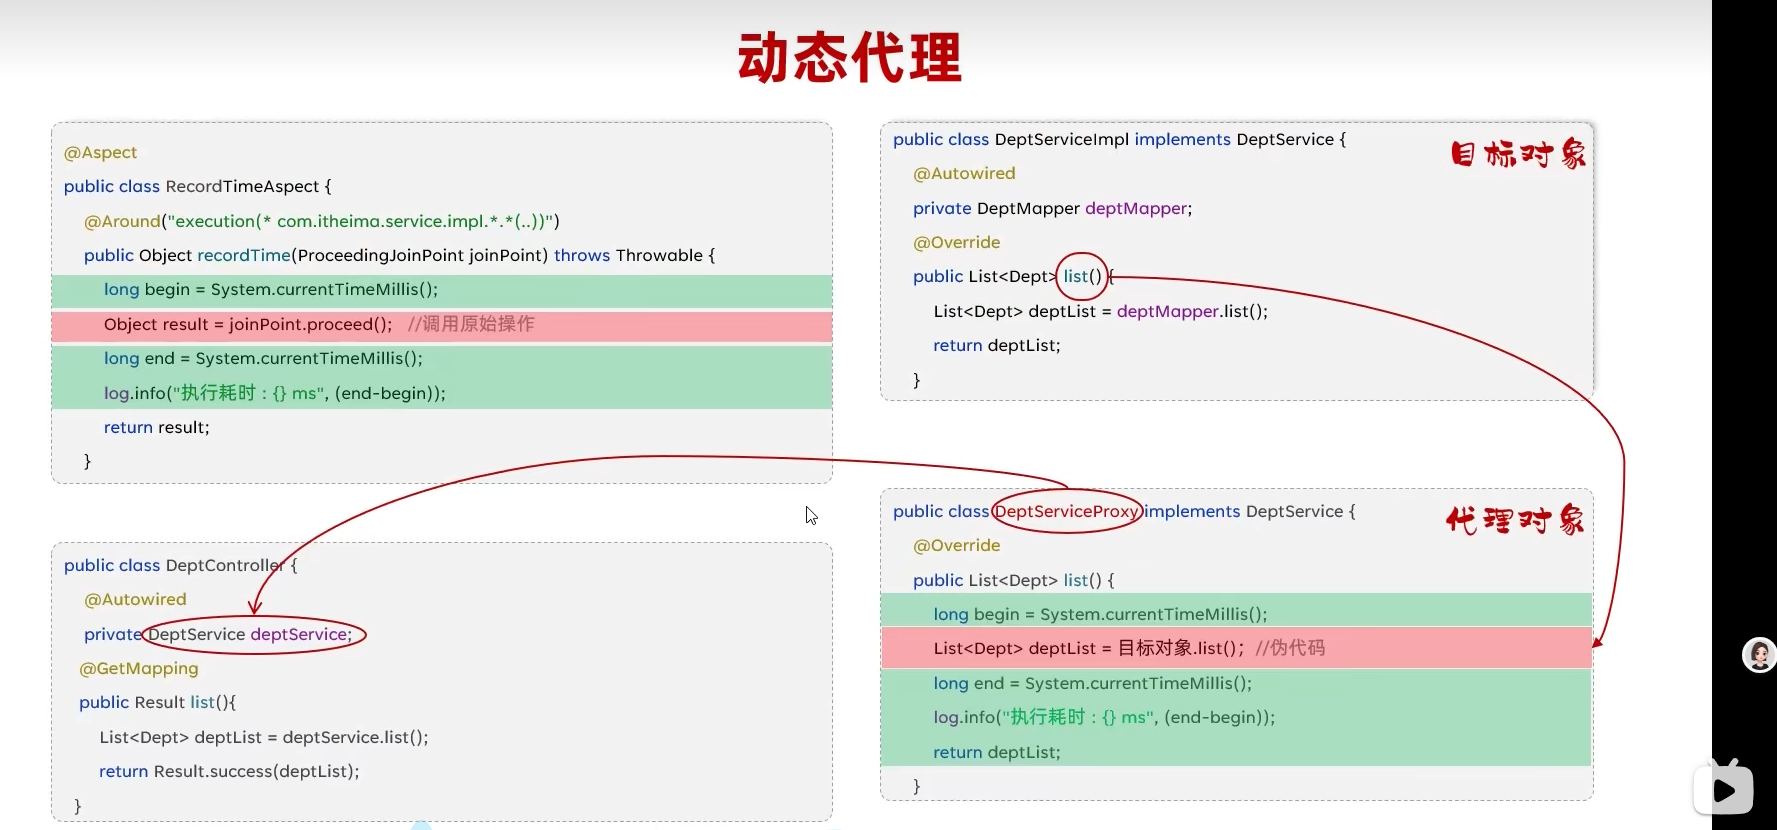 动态代理
@Aspect
public class RecordTimeAspect {
@Around("execution(* com.itheima.service.impl.*.*(..))")
public Object recordTime(ProceedingJoinPoint joinPoint) throws Throwable {
long begin = System.currentTimeMillis();
Object result = joinPoint.proceed(); //调用原始操作
long end = System.currentTimeMillis();
log.info("执行耗时 : {} ms", (end-begin));
return result;
}
public class DeptServiceImpl implements DeptService {
目标对象
@Autowired
private DeptMapper deptMapper;
@Override
public List<Dept> list() {
List<Dept> deptList = deptMapper.list();
return deptList;
}
public class DeptController {
@Autowired
private DeptService deptService;
@GetMapping
public Result list(){
List<Dept> deptList = deptService.list();
return Result.success(deptList);
}
public class DeptServiceProxy implements DeptService {
代理对象
@Override
public List<Dept> list() {
long begin = System.currentTimeMillis();
List<Dept> deptList = 目标对象.list(); //伪代码
long end = System.currentTimeMillis();
log.info("执行耗时 : {} ms", (end-begin));
return deptList;
}